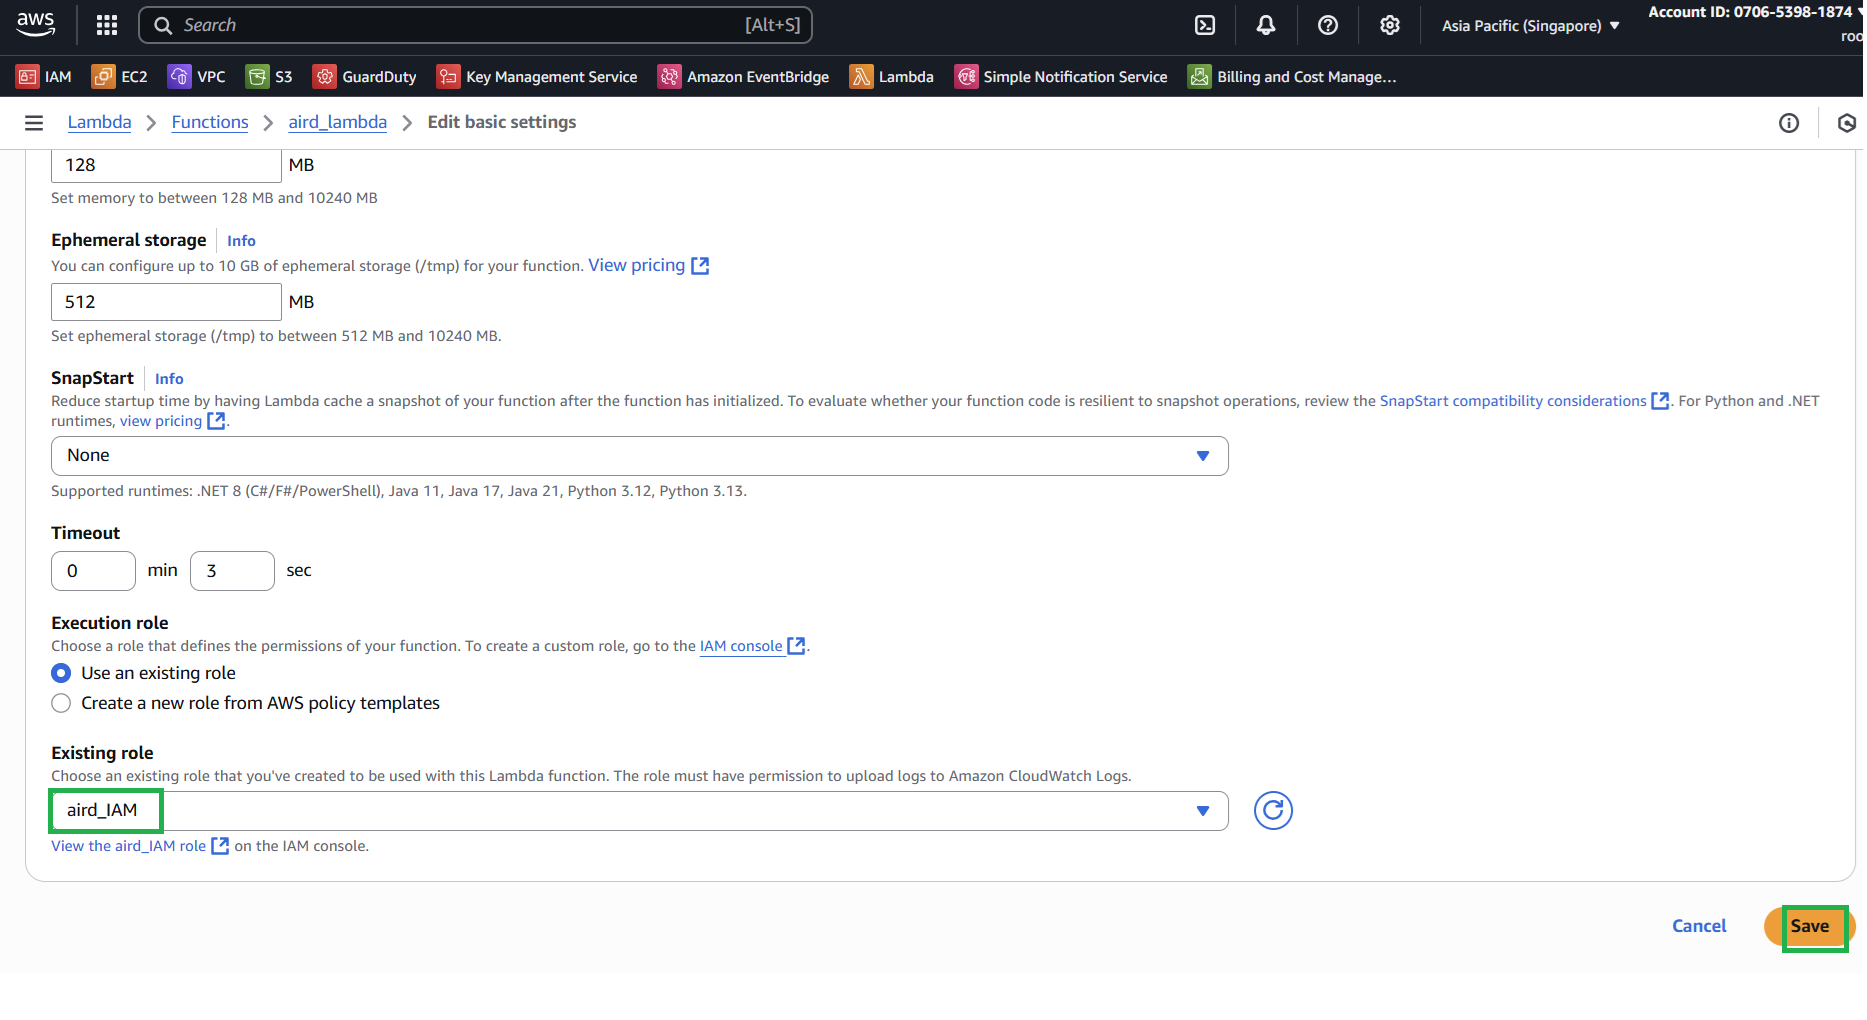 aws
Search [Alt+S]
Asia Pacific (Singapore)
Account ID: 0706-5398-1874
roo
IAM EC2 VPC S3 GuardDuty Key Management Service Amazon EventBridge Lambda Simple Notification Service Billing and Cost Manage...
Lambda Functions aird_lambda Edit basic settings
128 MB
Set memory to between 128 MB and 10240 MB
Ephemeral storage Info
You can configure up to 10 GB of ephemeral storage (/tmp) for your function. View pricing
512 MB
Set ephemeral storage (/tmp) to between 512 MB and 10240 MB.
SnapStart Info
Reduce startup time by having Lambda cache a snapshot of your function after the function has initialized. To evaluate whether your function code is resilient to snapshot operations, review the SnapStart compatibility considerations. For Python and .NET
runtimes, view pricing.
None
Supported runtimes: .NET 8 (C#/F#/PowerShell), Java 11, Java 17, Java 21, Python 3.12, Python 3.13.
Timeout
0 min 3 sec
Execution role
Choose a role that defines the permissions of your function. To create a custom role, go to the IAM console.
Use an existing role
Create a new role from AWS policy templates
Existing role
Choose an existing role that you've created to be used with this Lambda function. The role must have permission to upload logs to Amazon CloudWatch Logs.
aird_IAM
View the aird_IAM role on the IAM console.
Cancel Save